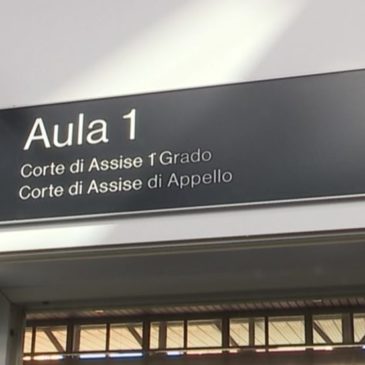 Aula 1
Corte di Assise 1° Grado
Corte di Assise di Appello